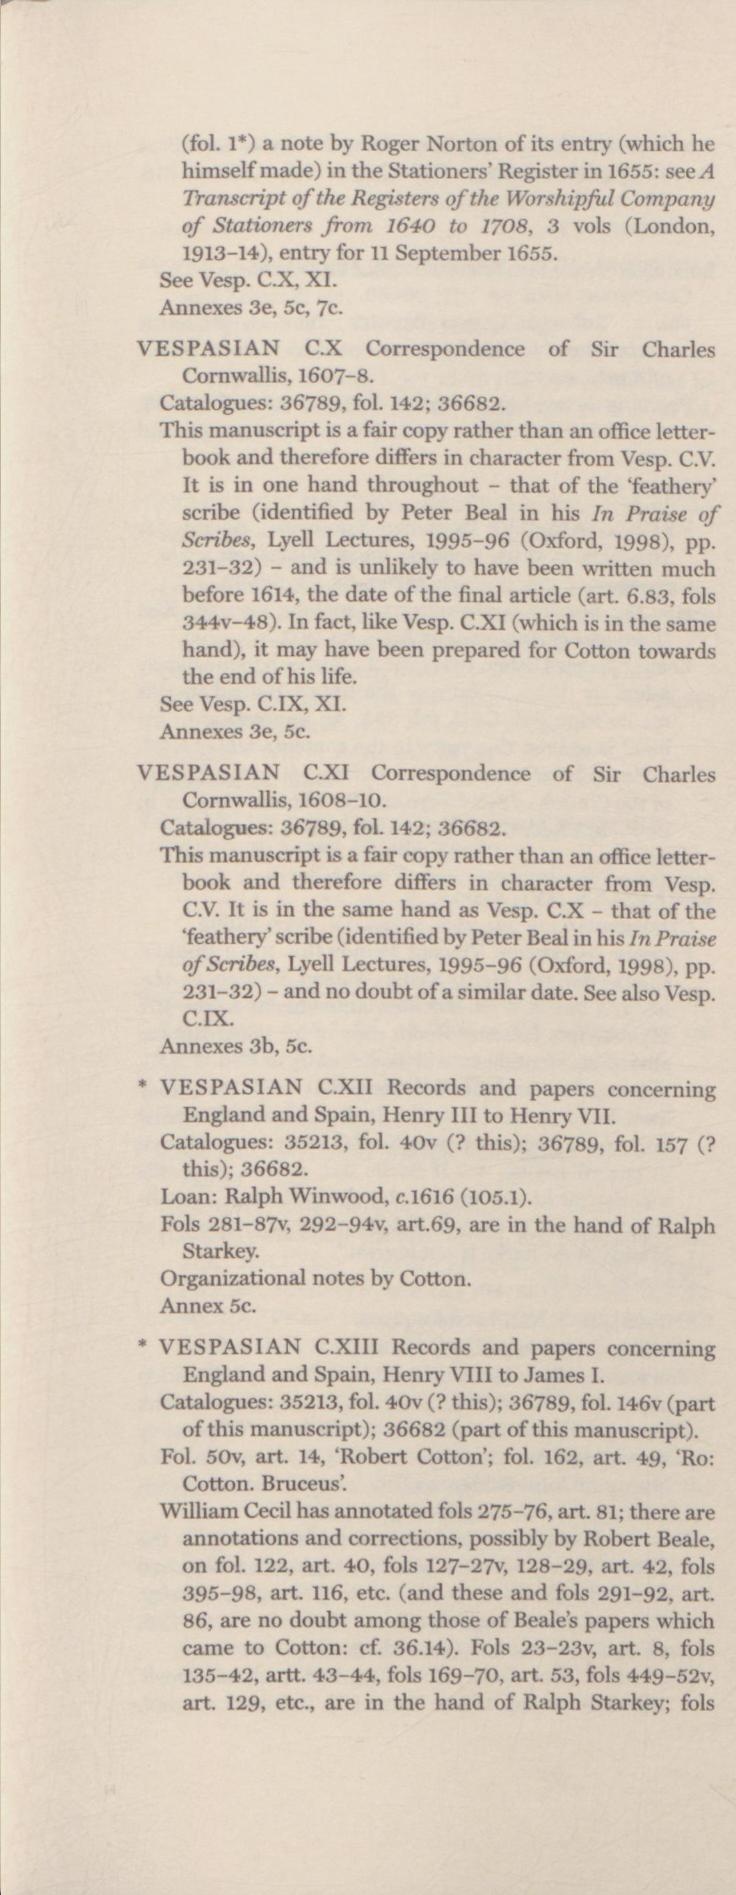 (fol. 1*) a note by Roger Norton of its entry (which he
himself made) in the Stationers' Register in 1655: see A
Transcript of the Registers of the Worshipful Company
of Stationers from 1640 to 1708, 3 vols (London,
1913–14), entry for 11 September 1655.
See Vesp. C.X, XI.
Annexes 3e, 5c, 7c.
VESPASIAN C.X Correspondence of Sir Charles
Cornwallis, 1607–8.
Catalogues: 36789, fol. 142; 36682.
This manuscript is a fair copy rather than an office letter-
book and therefore differs in character from Vesp. C.V.
It is in one hand throughout – that of the ‘feathery’
scribe (identified by Peter Beal in his In Praise of
Scribes, Lyell Lectures, 1995–96 (Oxford, 1998), pp.
231–32) – and is unlikely to have been written much
before 1614, the date of the final article (art. 6.83, fols
344v–48). In fact, like Vesp. C.XI (which is in the same
hand), it may have been prepared for Cotton towards
the end of his life.
See Vesp. C.IX, XI.
Annexes 3e, 5c.
VESPASIAN C.XI Correspondence of Sir Charles
Cornwallis, 1608–10.
Catalogues: 36789, fol. 142; 36682.
This manuscript is a fair copy rather than an office letter-
book and therefore differs in character from Vesp.
C.V. It is in the same hand as Vesp. C.X – that of the
‘feathery’ scribe (identified by Peter Beal in his In Praise
of Scribes, Lyell Lectures, 1995–96 (Oxford, 1998), pp.
231–32) – and no doubt of a similar date. See also Vesp.
C.IX.
Annexes 3b, 5c.
* VESPASIAN C.XII Records and papers concerning
England and Spain, Henry III to Henry VII.
Catalogues: 35213, fol. 40v (? this); 36789, fol. 157 (?
this); 36682.
Loan: Ralph Winwood, c.1616 (105.1).
Fols 281–87v, 292–94v, art.69, are in the hand of Ralph
Starkey.
Organizational notes by Cotton.
Annex 5c.
* VESPASIAN C.XIII Records and papers concerning
England and Spain, Henry VIII to James I.
Catalogues: 35213, fol. 40v (? this); 36789, fol. 146v (part
of this manuscript); 36682 (part of this manuscript).
Fol. 50v, art. 14, ‘Robert Cotton’; fol. 162, art. 49, ‘Ro:
Cotton. Bruceus’.
William Cecil has annotated fols 275–76, art. 81; there are
annotations and corrections, possibly by Robert Beale,
on fol. 122, art. 40, fols 127–27v, 128–29, art. 42, fols
395–98, art. 116, etc. (and these and fols 291–92, art.
86, are no doubt among those of Beale's papers which
came to Cotton: cf. 36.14). Fols 23–23v, art. 8, fols
135–42, artt. 43–44, fols 169–70, art. 53, fols 449–52v,
art. 129, etc., are in the hand of Ralph Starkey; fols